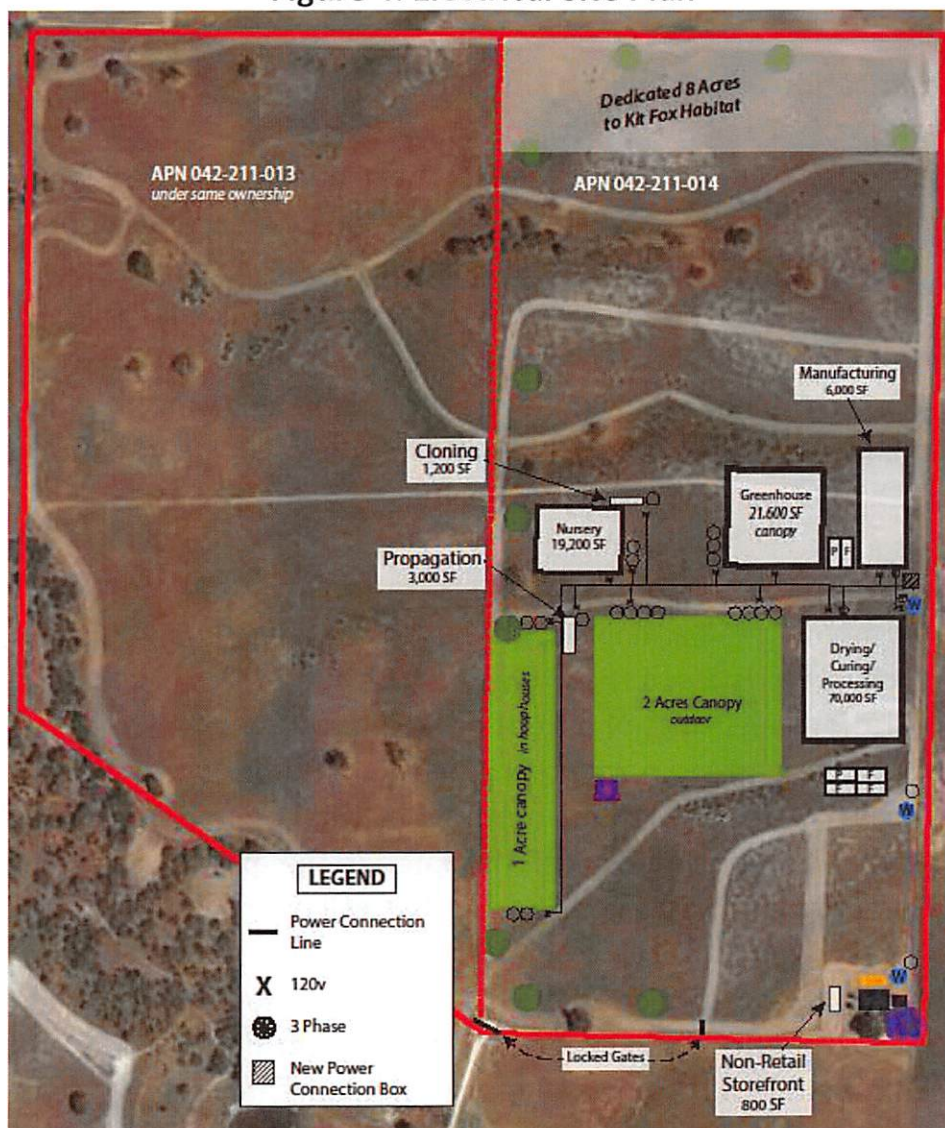 Dedicated 8 Acres
to Kit Fox Habitat
APN 042-211-013
under same ownership
APN 042-211-014
Manufacturing
6,000 SF
Cloning
1,200 SF
Greenhouse
21,600 SF
canopy
Nursery
19,200 SF
P F
Propagation
3,000 SF
W
Drying/
Curing/
Processing
70,000 SF
2 Acres Canopy
outdoor
1 Acre canopy in hoophouses
P F
F F
W
LEGEND
Power Connection
Line
X 120v
3 Phase
New Power
Connection Box
W
Locked Gates
Non-Retail
Storefront
800 SF